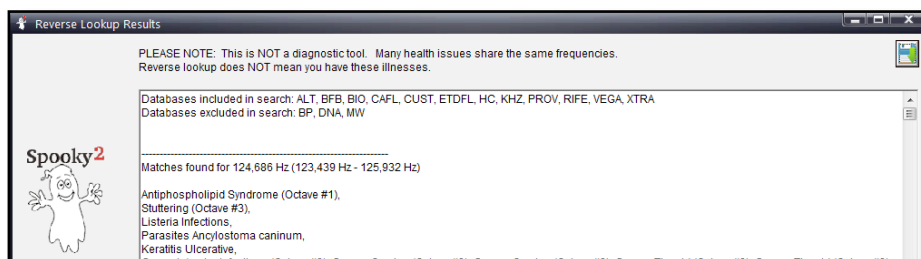 Reverse Lookup Results
PLEASE NOTE: This is NOT a diagnostic tool. Many health issues share the same frequencies.
Reverse lookup does NOT mean you have these illnesses.
Databases included in search: ALT, BFB, BIO, CAFL, CUST, ETDFL, HC, KHZ, PROV, RIFE, VEGA, XTRA
Databases excluded in search: BP, DNA, MW
--------------------------------------------------------------------
Matches found for 124,686 Hz (123,439 Hz - 125,932 Hz)
Antiphospholipid Syndrome (Octave #1),
Stuttering (Octave #3),
Listeria Infections,
Parasites Ancylostoma caninum,
Keratitis Ulcerative,
Spooky2